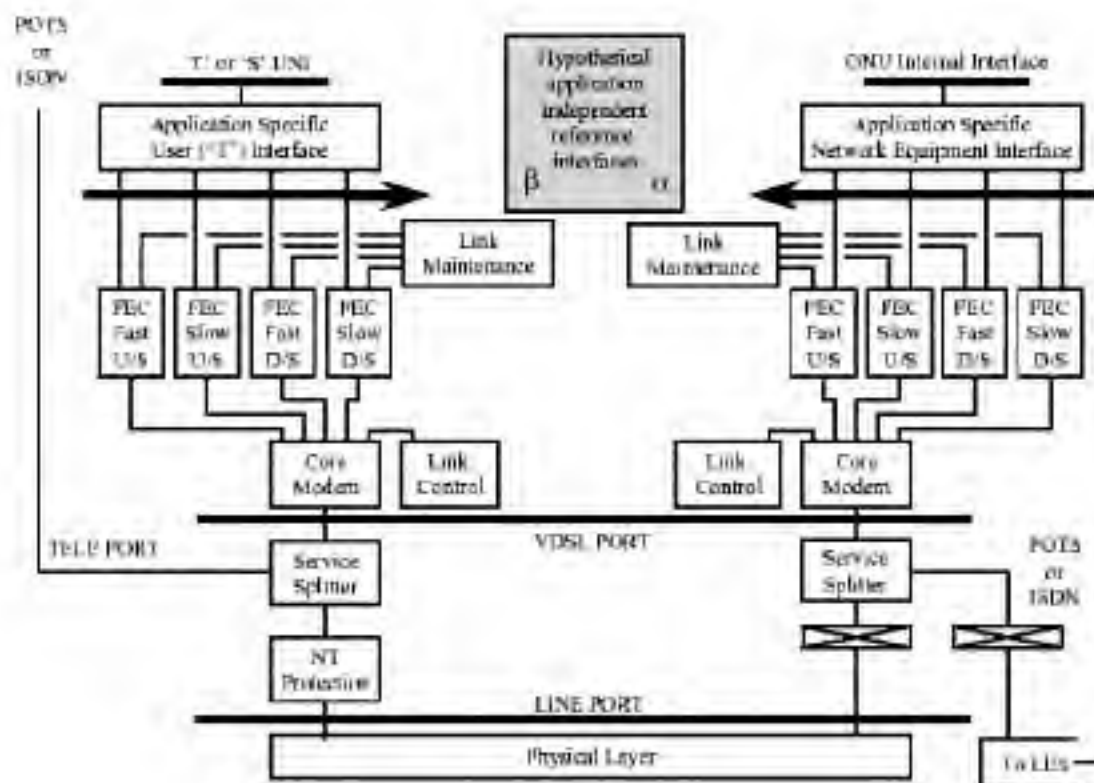 POTS
or
ISDN
'T' or 'S' UNI
Application Specific
User ("T") Interface
Hypothetical
application
independent
reference
interfaces
β α
ONU Internal Interface
Application Specific
Network Equipment Interface
Link
Maintenance
Link
Maintenance
FEC
Fast
U/S
FEC
Slow
U/S
FEC
Fast
D/S
FEC
Slow
D/S
FEC
Fast
U/S
FEC
Slow
U/S
FEC
Fast
D/S
FEC
Slow
D/S
Core
Modem
Link
Control
Link
Control
Core
Modem
TELE PORT
VDSL PORT
Service
Splitter
Service
Splitter
POTS
or
ISDN
NT
Protection
LINE PORT
Physical Layer
To LEx